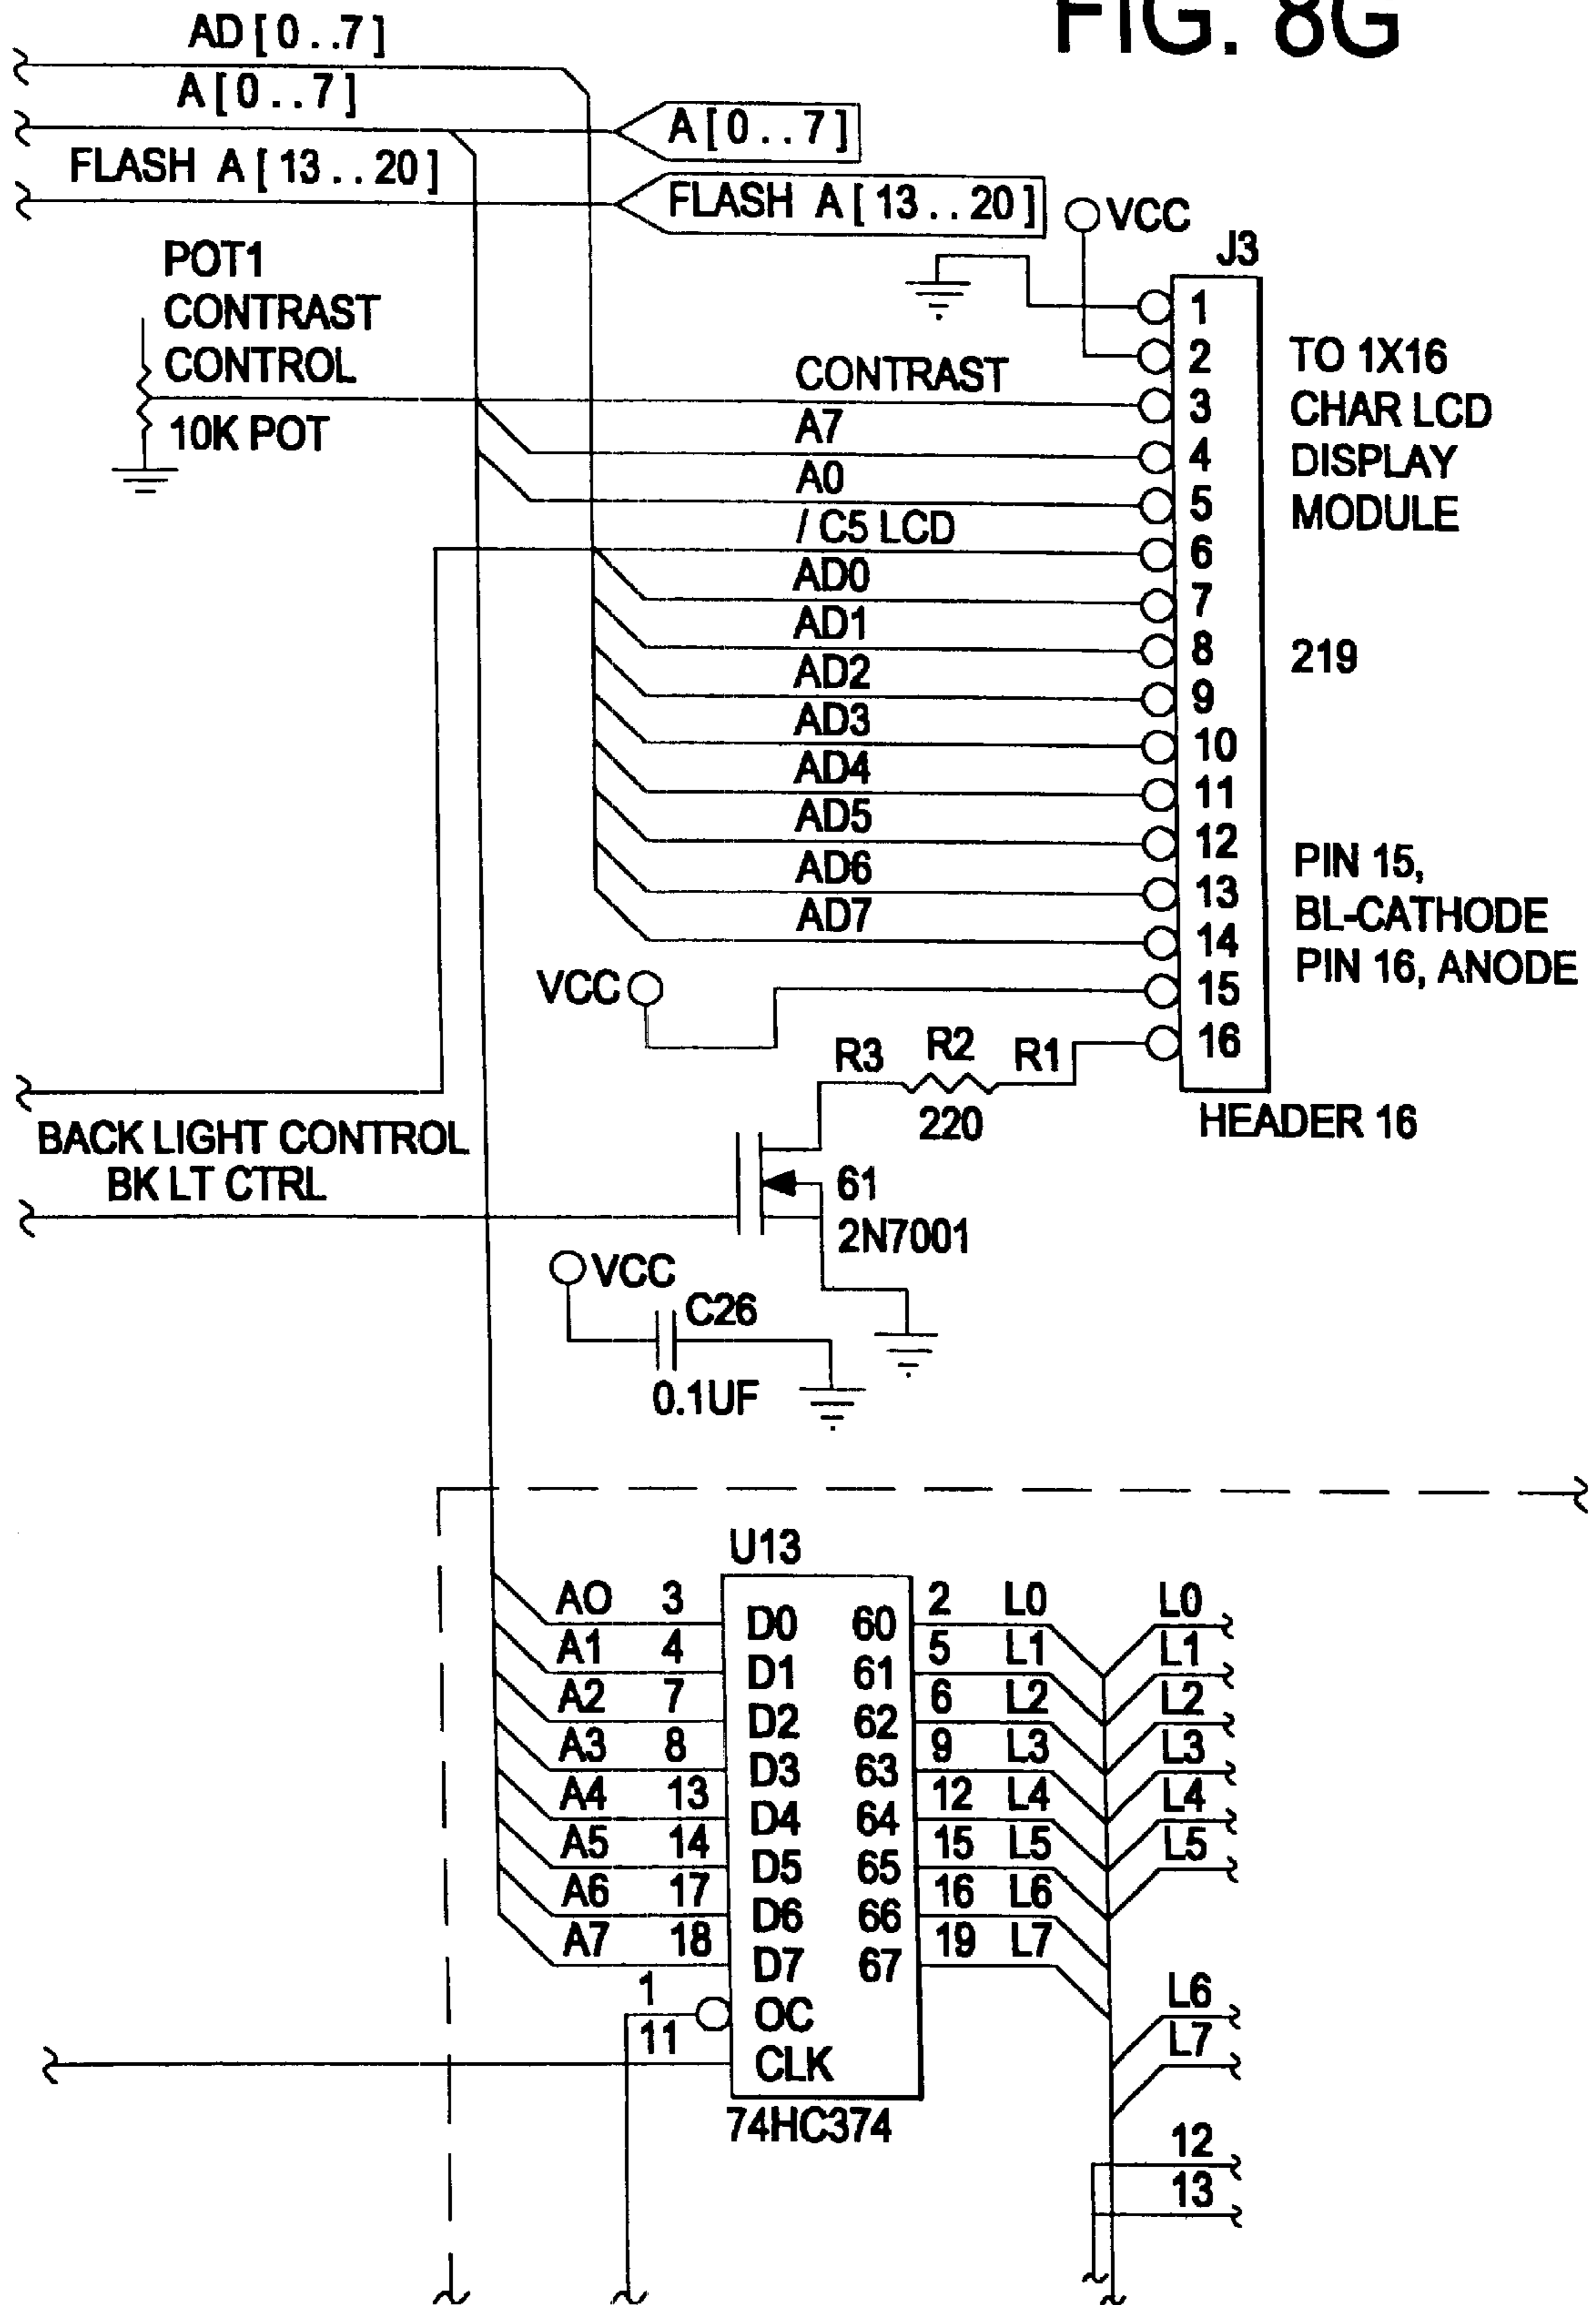 FIG. 8G
AD [ 0 . . 7 ]
A [ 0 . . 7 ]
A [ 0 . . 7 ]
FLASH A [ 13 . . 20 ]
FLASH A [ 13 . . 20 ]
VCC
J3
POT1
CONTRAST
CONTROL
10K POT
1
2
3
4
5
6
7
8
9
10
11
12
13
14
15
16
TO 1X16
CHAR LCD
DISPLAY
MODULE
CONTRAST
A7
A0
/ C5 LCD
AD0
AD1
AD2
AD3
AD4
AD5
AD6
AD7
219
PIN 15,
BL-CATHODE
PIN 16, ANODE
VCC
R3 R2 R1
220
HEADER 16
BACK LIGHT CONTROL
BK LT CTRL
61
2N7001
VCC
C26
0.1UF
U13
AO 3 D0 60 2 L0 L0
A1 4 D1 61 5 L1 L1
A2 7 D2 62 6 L2 L2
A3 8 D3 63 9 L3 L3
A4 13 D4 64 12 L4 L4
A5 14 D5 65 15 L5 L5
A6 17 D6 66 16 L6
A7 18 D7 67 19 L7
1 OC L6
11 CLK L7
74HC374
12
13